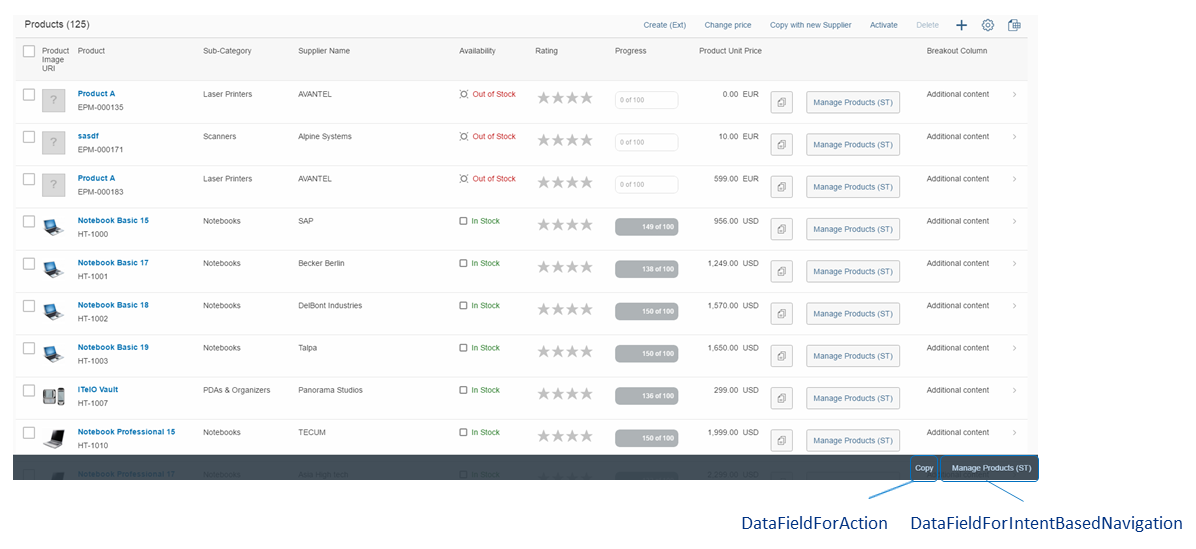 Products (125)
Create (Ext) Change price Copy with new Supplier Activate Delete
Product Image URI Product Sub-Category Supplier Name Availability Rating Progress Product Unit Price Breakout Column
Product A Laser Printers AVANTEL Out of Stock 0 of 100 0.00 EUR Manage Products (ST) Additional content
EPM-000135
sasdf Scanners Alpine Systems Out of Stock 0 of 100 10.00 EUR Manage Products (ST) Additional content
EPM-000171
Product A Laser Printers AVANTEL Out of Stock 0 of 100 599.00 EUR Manage Products (ST) Additional content
EPM-000183
Notebook Basic 15 Notebooks SAP In Stock 149 of 100 956.00 USD Manage Products (ST) Additional content
HT-1000
Notebook Basic 17 Notebooks Becker Berlin In Stock 138 of 100 1,249.00 USD Manage Products (ST) Additional content
HT-1001
Notebook Basic 18 Notebooks DelBont Industries In Stock 150 of 100 1,570.00 USD Manage Products (ST) Additional content
HT-1002
Notebook Basic 19 Notebooks Talpa In Stock 150 of 100 1,650.00 USD Manage Products (ST) Additional content
HT-1003
ITelO Vault PDAs & Organizers Panorama Studios In Stock 136 of 100 299.00 USD Manage Products (ST) Additional content
HT-1007
Notebook Professional 15 Notebooks TECUM In Stock 150 of 100 1,999.00 USD Manage Products (ST) Additional content
HT-1010
Notebook Professional 17 Notebooks In Stock
Copy Manage Products (ST)
DataFieldForAction DataFieldForIntentBasedNavigation